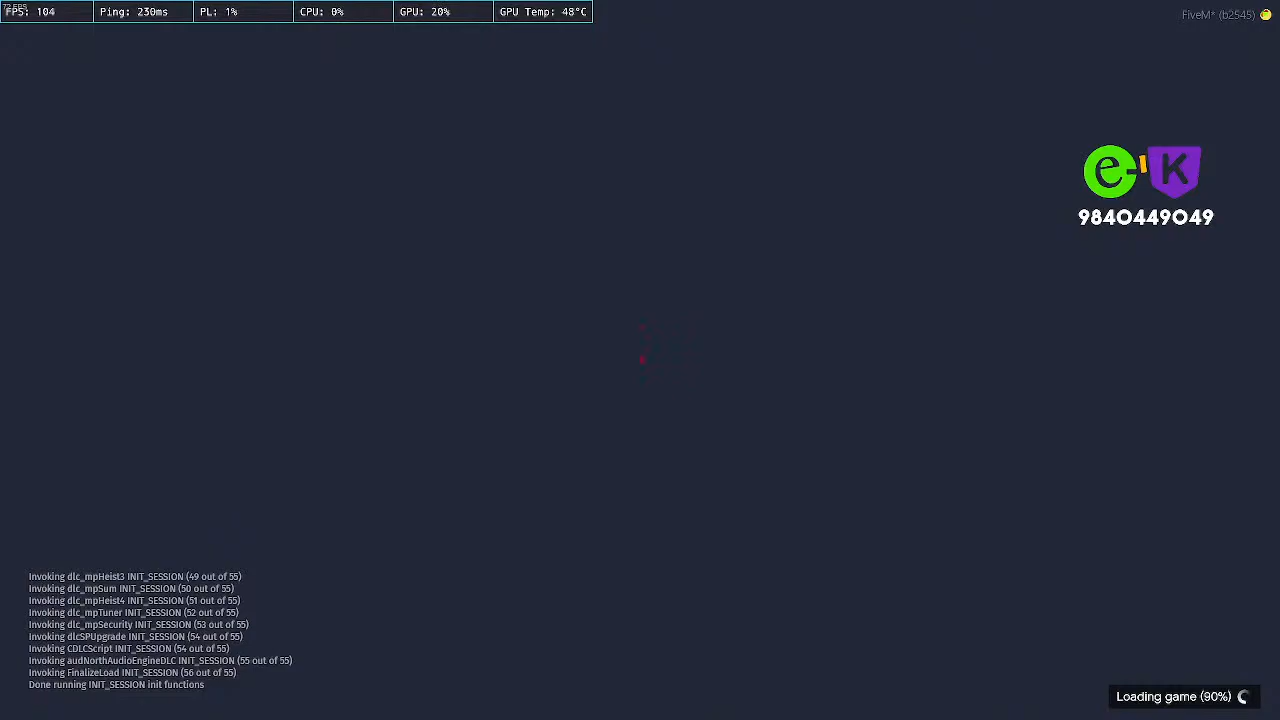 72 FPS
FPS: 104 Ping: 230ms PL: 1% CPU: 0% GPU: 20% GPU Temp: 48°C
FiveM* (b2545)
e K
9840449049
Invoking dlc_mpHeist3 INIT_SESSION (49 out of 55)
Invoking dlc_mpSum INIT_SESSION (50 out of 55)
Invoking dlc_mpHeist4 INIT_SESSION (51 out of 55)
Invoking dlc_mpTuner INIT_SESSION (52 out of 55)
Invoking dlc_mpSecurity INIT_SESSION (53 out of 55)
Invoking dlcSPUpgrade INIT_SESSION (54 out of 55)
Invoking CDLCScript INIT_SESSION (54 out of 55)
Invoking audNorthAudioEngineDLC INIT_SESSION (55 out of 55)
Invoking FinalizeLoad INIT_SESSION (56 out of 55)
Done running INIT_SESSION init functions
Loading game (90%)